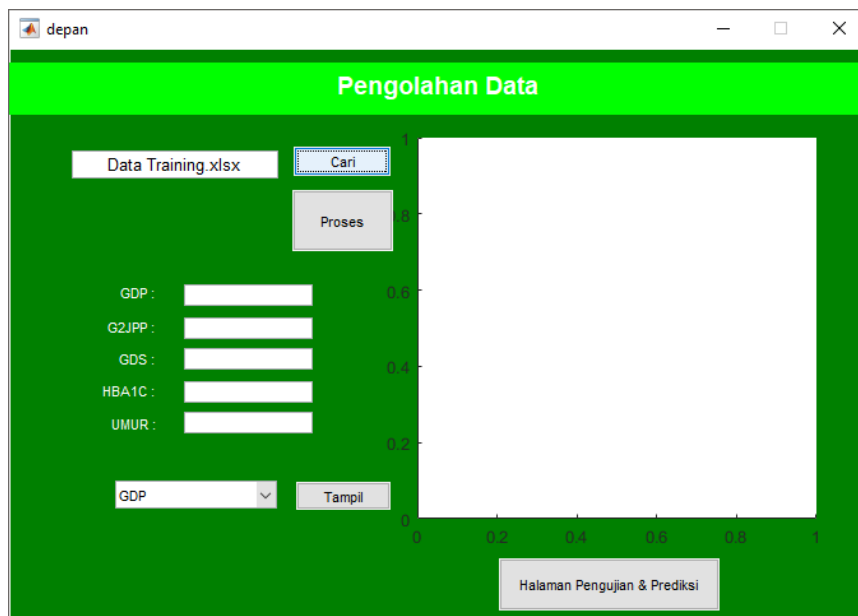 depan
Pengolahan Data
Data Training.xlsx
Cari
Proses
GDP :
G2JPP :
GDS :
HBA1C :
UMUR :
GDP
Tampil
1
0.8
0.6
0.4
0.2
0
0 0.2 0.4 0.6 0.8 1
Halaman Pengujian & Prediksi